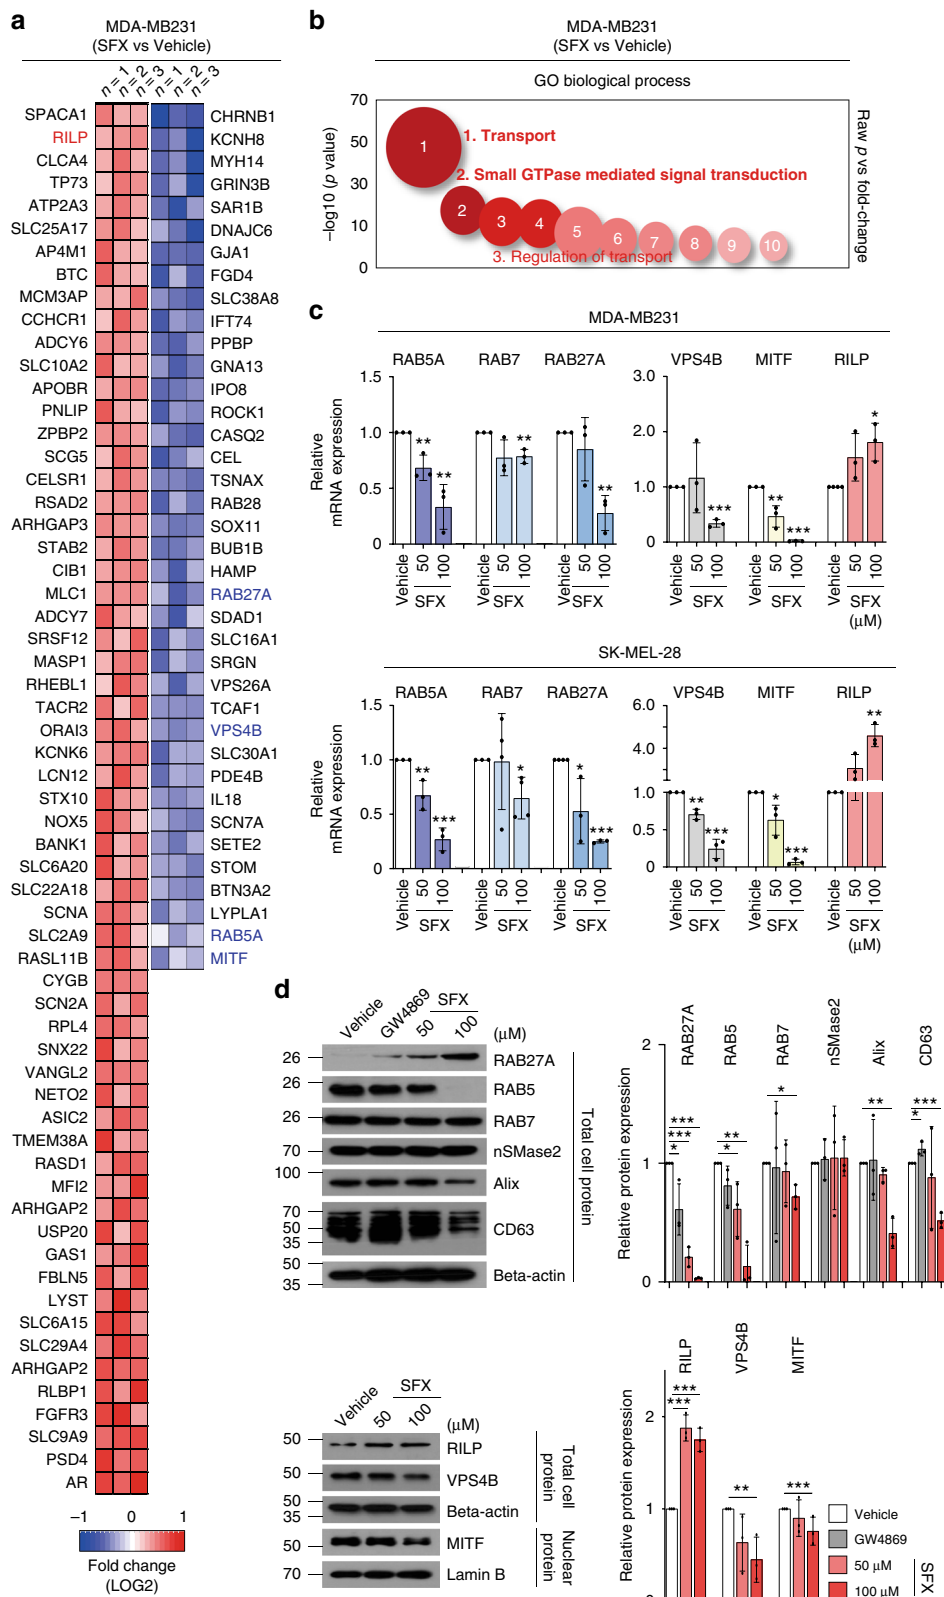 a
MDA-MB231
(SFX vs Vehicle)
n = 1
n = 2
n = 3
n = 1
n = 2
n = 3
SPACA1
RILP
CLCA4
TP73
ATP2A3
SLC25A17
AP4M1
BTC
MCM3AP
CCHCR1
ADCY6
SLC10A2
APOBR
PNLIP
ZPBP2
SCG5
CELSR1
RSAD2
ARHGAP3
STAB2
CIB1
MLC1
ADCY7
SRSF12
MASP1
RHEBL1
TACR2
ORAI3
KCNK6
LCN12
STX10
NOX5
BANK1
SLC6A20
SLC22A18
SCNA
SLC2A9
RASL11B
CYGB
SCN2A
RPL4
SNX22
VANGL2
NETO2
ASIC2
TMEM38A
RASD1
MFI2
ARHGAP2
USP20
GAS1
FBLN5
LYST
SLC6A15
SLC29A4
ARHGAP2
RLBP1
FGFR3
SLC9A9
PSD4
AR
CHRNB1
KCNH8
MYH14
GRIN3B
SAR1B
DNAJC6
GJA1
FGD4
SLC38A8
IFT74
PPBP
GNA13
IPO8
ROCK1
CASQ2
CEL
TSNAX
RAB28
SOX11
BUB1B
HAMP
RAB27A
SDAD1
SLC16A1
SRGN
VPS26A
TCAF1
VPS4B
SLC30A1
PDE4B
IL18
SCN7A
SETE2
STOM
BTN3A2
LYPLA1
RAB5A
MITF
−1 0 1
Fold change
(LOG2)
b
MDA-MB231
(SFX vs Vehicle)
GO biological process
70
50
30
10
0
−log10 (p value)
Raw p vs fold-change
1
2
3
4
5
6
7
8
9
10
1. Transport
2. Small GTPase mediated signal transduction
3. Regulation of transport
c
MDA-MB231
RAB5A RAB7 RAB27A
1.5
1.0
0.5
0
Relative
mRNA expression
** ** ** **
Vehicle 50 100 Vehicle 50 100 Vehicle 50 100
SFX SFX SFX
VPS4B MITF RILP
3.0
2.0
1.0
0
*** ** *** *
Vehicle 50 100 Vehicle 50 100 Vehicle 50 100
SFX SFX SFX
(μM)
SK-MEL-28
RAB5A RAB7 RAB27A
1.5
1.0
0.5
0
Relative
mRNA expression
** *** * * ***
Vehicle 50 100 Vehicle 50 100 Vehicle 50 100
SFX SFX SFX
VPS4B MITF RILP
6.0
4.0
2.0
1.0
0.5
0
** *** * *** **
Vehicle 50 100 Vehicle 50 100 Vehicle 50 100
SFX SFX SFX
(μM)
d
Vehicle GW4869 SFX
50 100 (μM)
26 RAB27A
26 RAB5
26 RAB7
70 nSMase2
100 Alix
70
50
35 CD63
50
35 Beta-actin
Total cell protein
RAB27A RAB5 RAB7 nSMase2 Alix CD63
2
1
0
Relative protein expression
*** *** * ** * * ** *** *
Vehicle SFX
50 100 (μM)
50 RILP
50 VPS4B
50
35 Beta-actin
50 MITF
70 Lamin B
Total cell
protein
Nuclear
protein
RILP VPS4B MITF
2
1
Relative protein expression
*** *** ** ***
Vehicle
GW4869
50 μM
100 μM
SFX